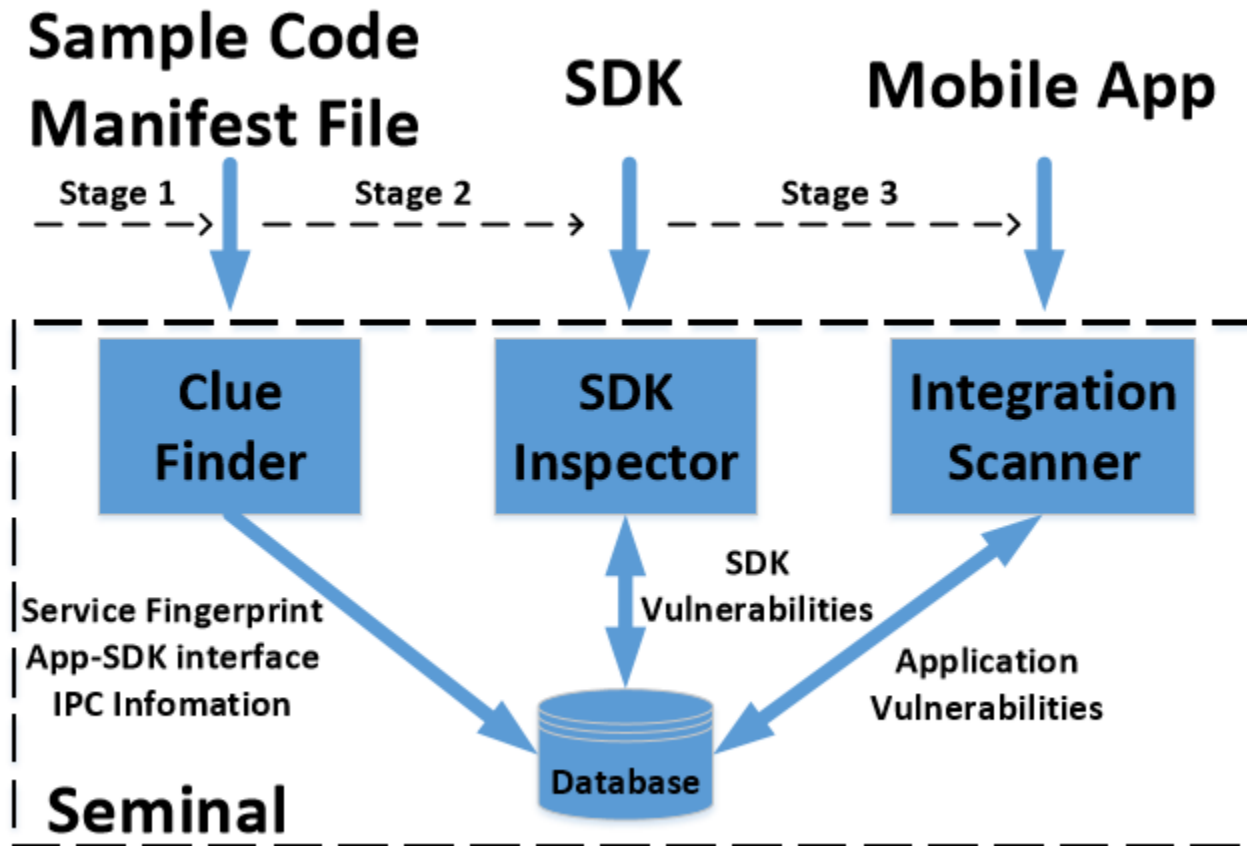 Sample Code
Manifest File
SDK
Mobile App
Stage 1
Stage 2
Stage 3
Clue
Finder
SDK
Inspector
Integration
Scanner
Service Fingerprint
App-SDK interface
IPC Infomation
SDK
Vulnerabilities
Application
Vulnerabilities
Database
Seminal